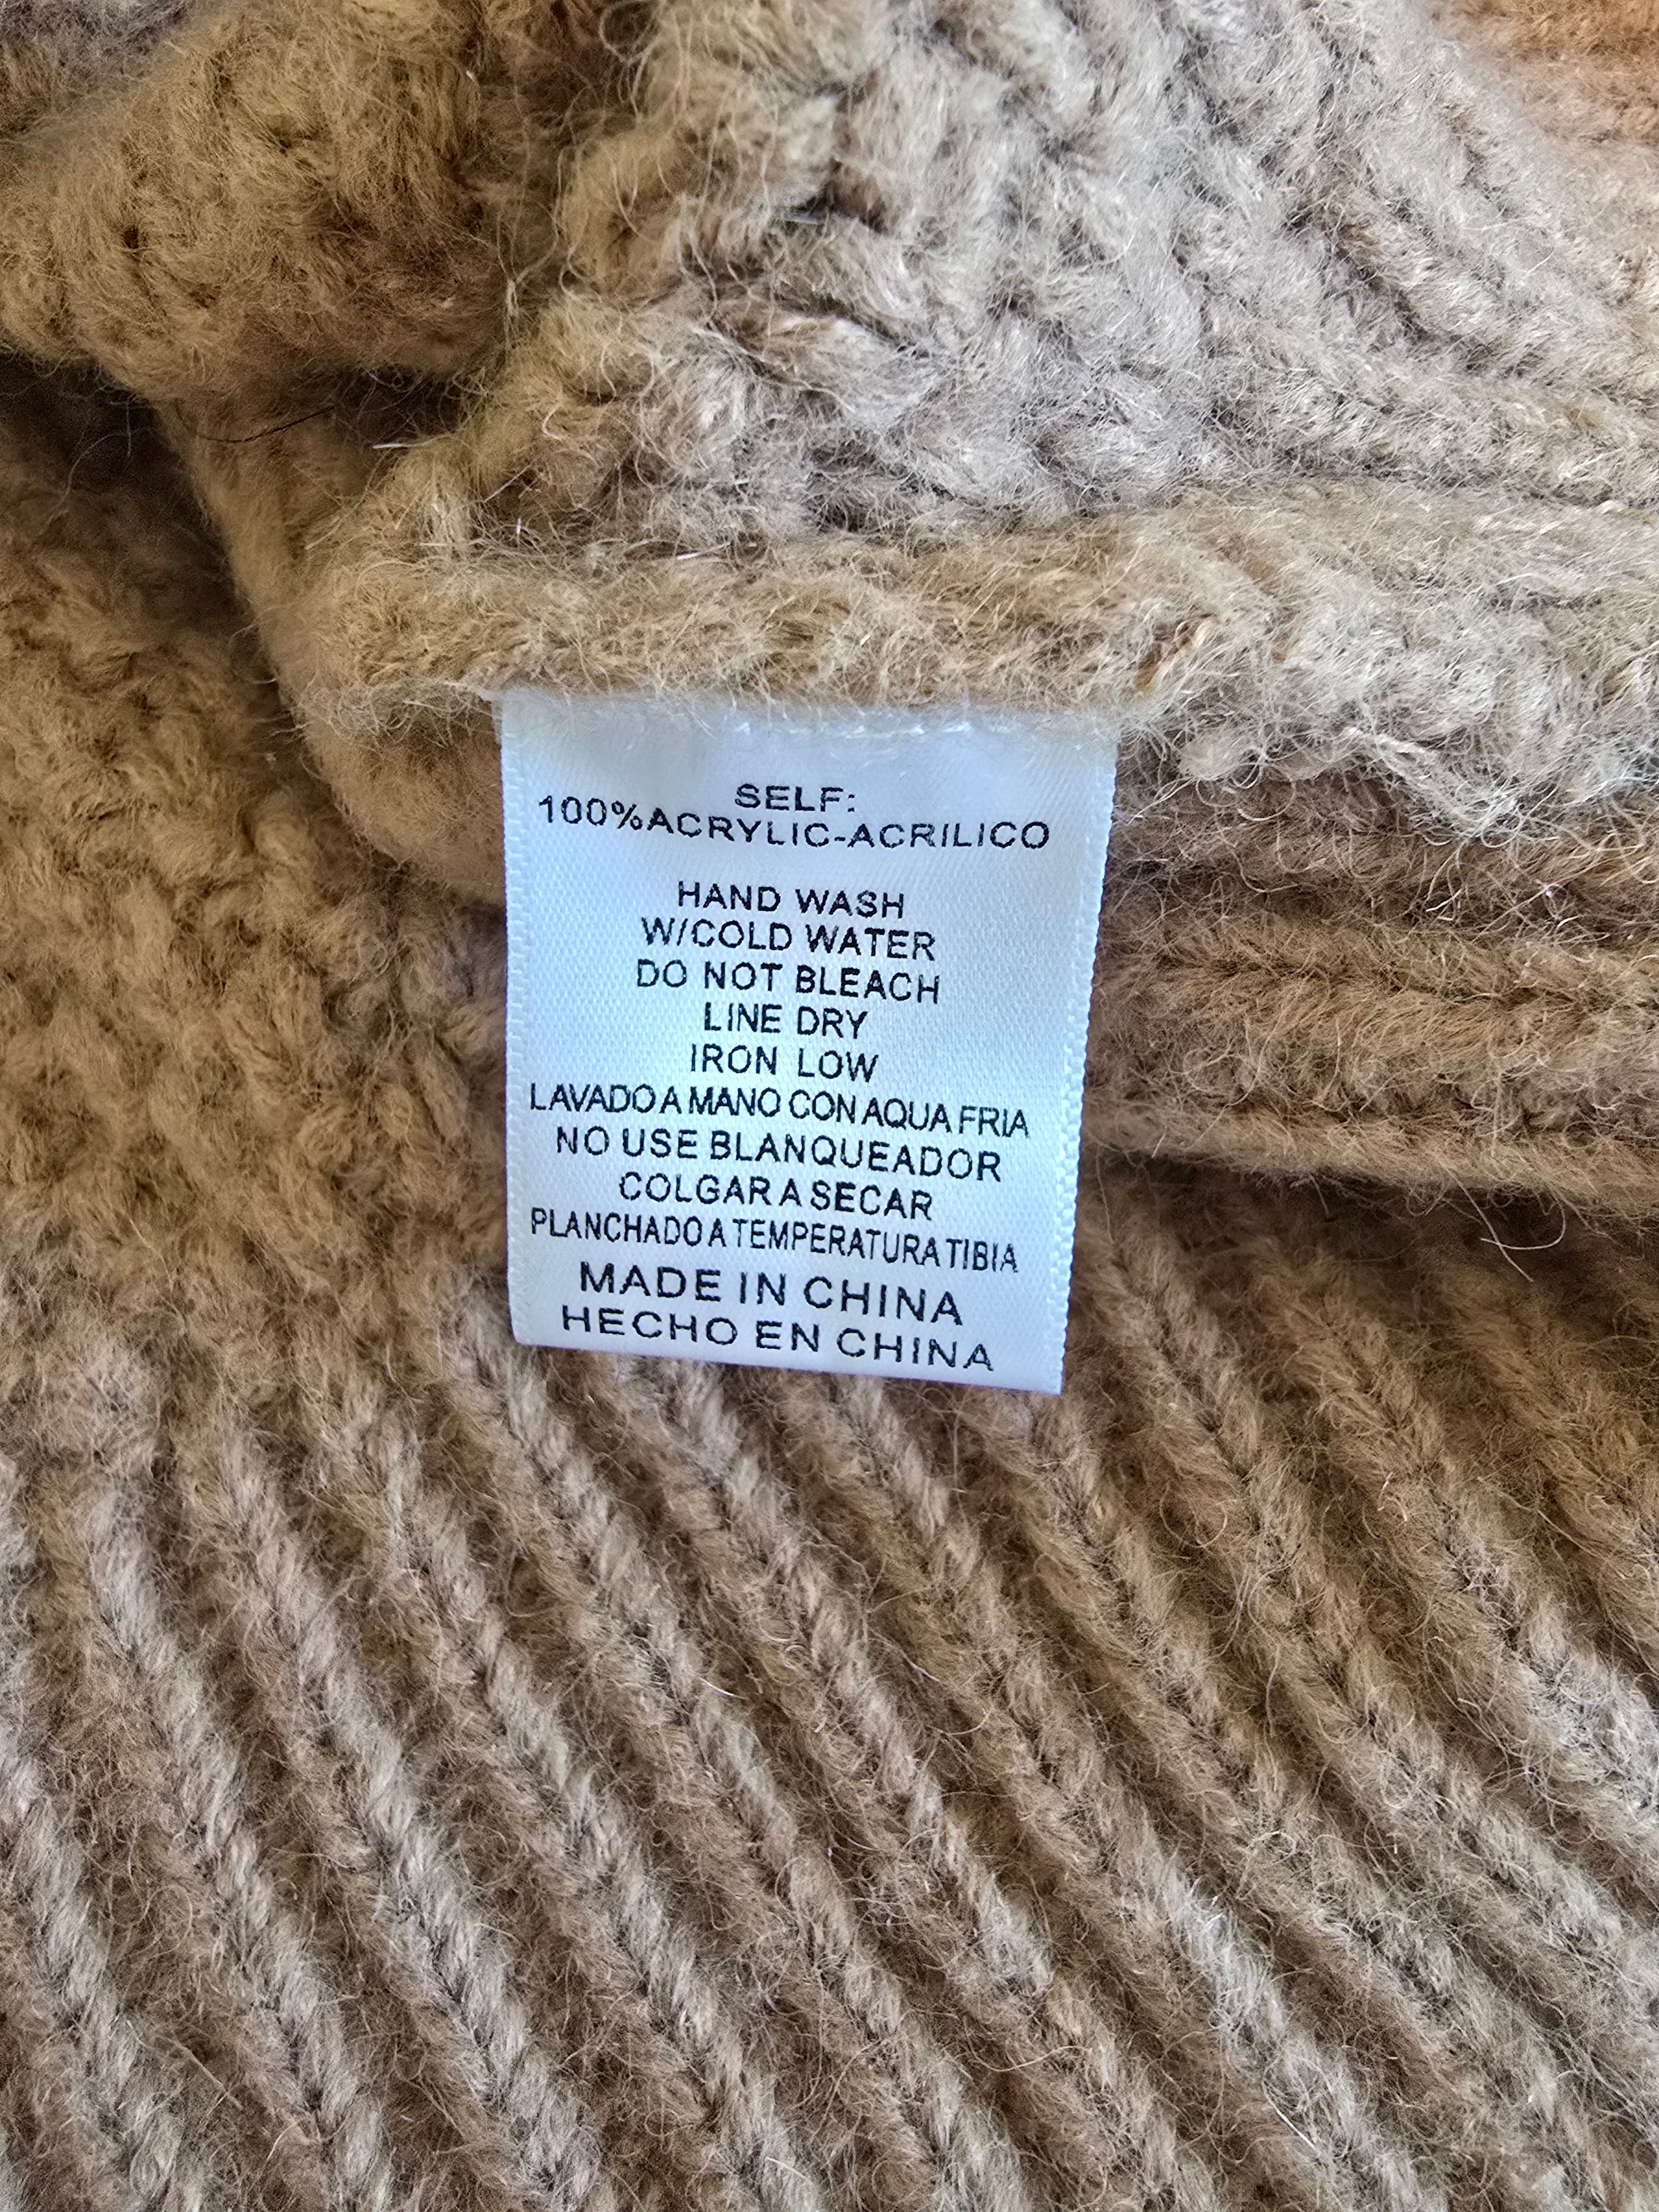 SELF:
100%ACRYLIC-ACRILICO
HAND WASH
W/COLD WATER
DO NOT BLEACH
LINE DRY
IRON LOW
LAVADO A MANO CON AQUA FRIA
NO USE BLANQUEADOR
COLGAR A SECAR
PLANCHADO A TEMPERATURA TIBIA
MADE IN CHINA
HECHO EN CHINA